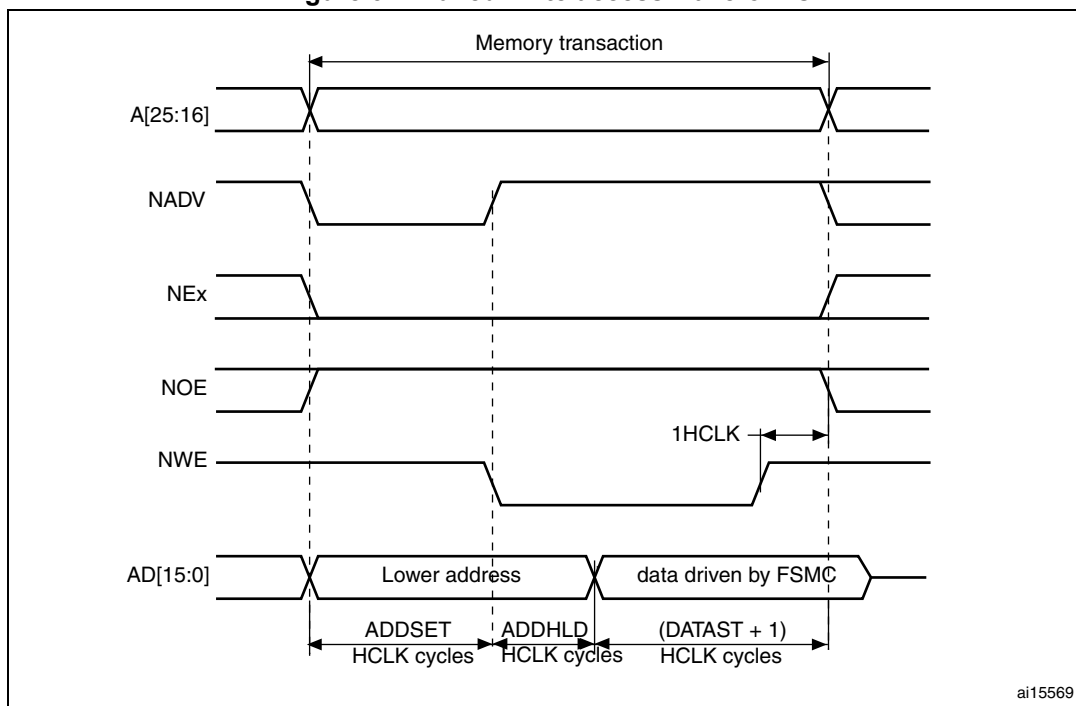 Memory transaction
A[25:16]
NADV
NEx
NOE
1HCLK
NWE
AD[15:0]
Lower address
data driven by FSMC
ADDSET
HCLK cycles
ADDHLD
HCLK cycles
(DATAST + 1)
HCLK cycles
ai15569